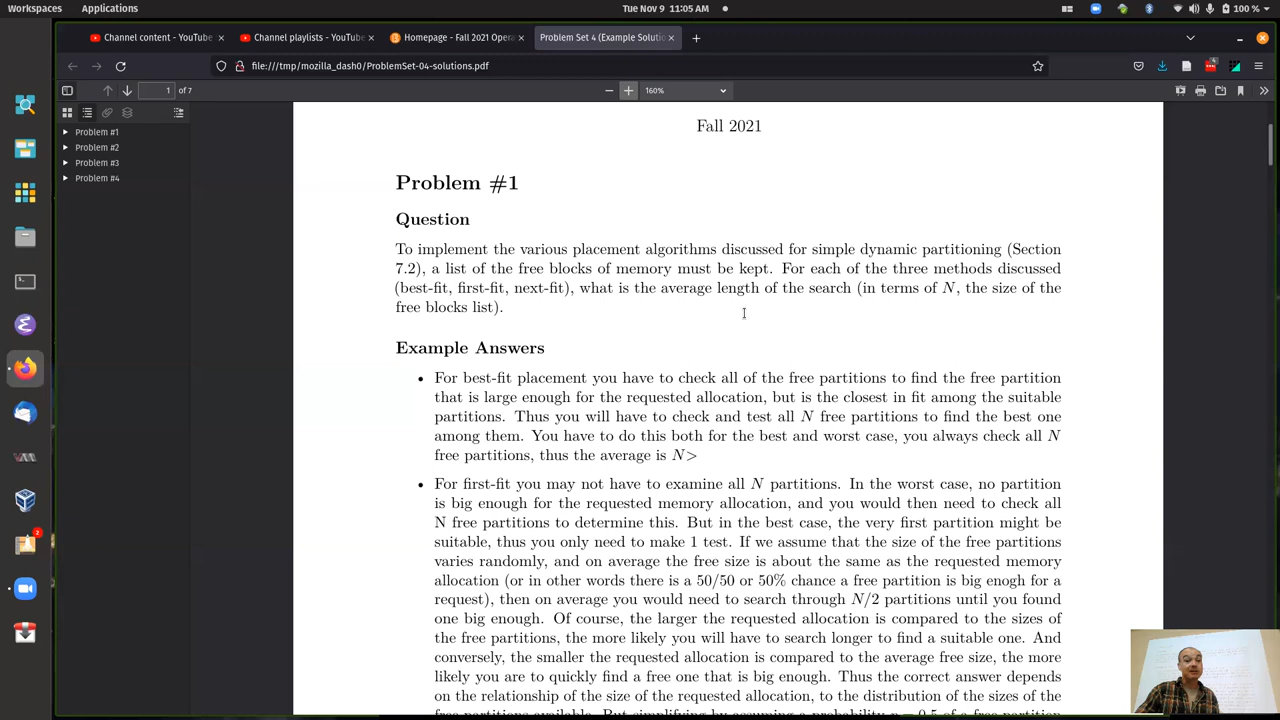 Workspaces Applications Tue Nov 9 11:05 AM 100 %
Channel content - YouTube Channel playlists - YouTube Homepage - Fall 2021 Opera Problem Set 4 (Example Solutio
file:///tmp/mozilla_dash0/ProblemSet-04-solutions.pdf
1 of 7 160%
Problem #1
Problem #2
Problem #3
Problem #4
Fall 2021
Problem #1
Question
To implement the various placement algorithms discussed for simple dynamic partitioning (Section
7.2), a list of the free blocks of memory must be kept. For each of the three methods discussed
(best-fit, first-fit, next-fit), what is the average length of the search (in terms of N, the size of the
free blocks list).
Example Answers
• For best-fit placement you have to check all of the free partitions to find the free partition
that is large enough for the requested allocation, but is the closest in fit among the suitable
partitions. Thus you will have to check and test all N free partitions to find the best one
among them. You have to do this both for the best and worst case, you always check all N
free partitions, thus the average is N>
• For first-fit you may not have to examine all N partitions. In the worst case, no partition
is big enough for the requested memory allocation, and you would then need to check all
N free partitions to determine this. But in the best case, the very first partition might be
suitable, thus you only need to make 1 test. If we assume that the size of the free partitions
varies randomly, and on average the free size is about the same as the requested memory
allocation (or in other words there is a 50/50 or 50% chance a free partition is big enogh for a
request), then on average you would need to search through N/2 partitions until you found
one big enough. Of course, the larger the requested allocation is compared to the sizes of
the free partitions, the more likely you will have to search longer to find a suitable one. And
conversely, the smaller the requested allocation is compared to the average free size, the more
likely you are to quickly find a free one that is big enough. Thus the correct answer depends
on the relationship of the size of the requested allocation, to the distribution of the sizes of